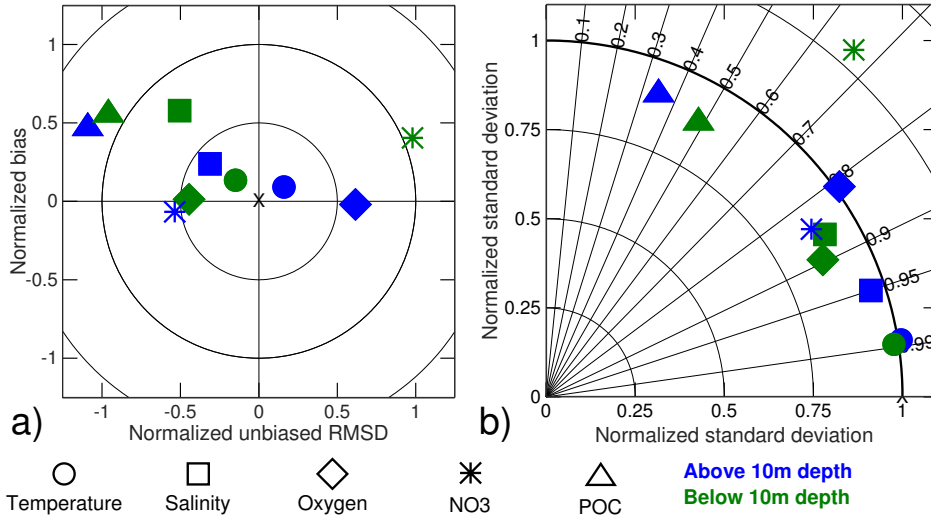 1
0.5
0
-0.5
-1
Normalized bias
-1
-0.5
0
0.5
1
Normalized unbiased RMSD
a)
x
1
0.75
0.5
0.25
0
Normalized standard deviation
0
0.25
0.5
0.75
1
Normalized standard deviation
b)
0.1
0.2
0.3
0.4
0.5
0.6
0.7
0.8
0.9
0.95
0.99
Temperature
Salinity
Oxygen
NO3
POC
Above 10m depth
Below 10m depth